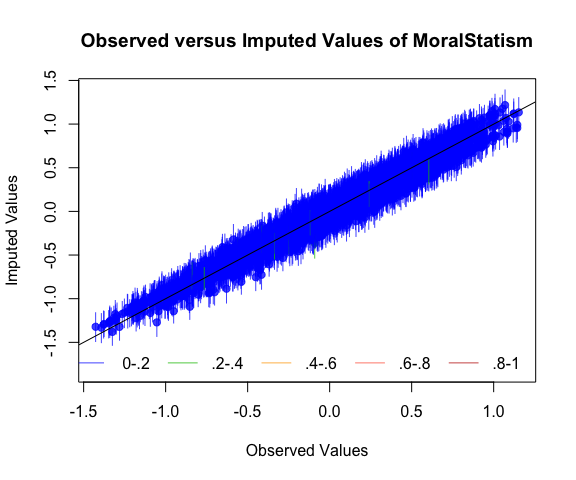 Observed versus Imputed Values of MoralStatism
Imputed Values
1.5
1.0
0.5
0.0
-0.5
-1.0
-1.5
0-.2 .2-.4 .4-.6 .6-.8 .8-1
-1.5 -1.0 -0.5 0.0 0.5 1.0
Observed Values